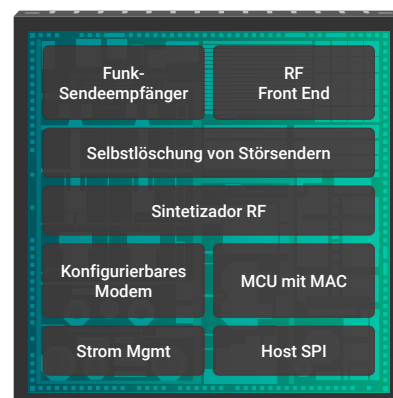 Funk-
Sendeempfänger
RF
Front End
Selbstlöschung von Störsendern
Sintetizador RF
Konfigurierbares
Modem
MCU mit MAC
Strom Mgmt
Host SPI